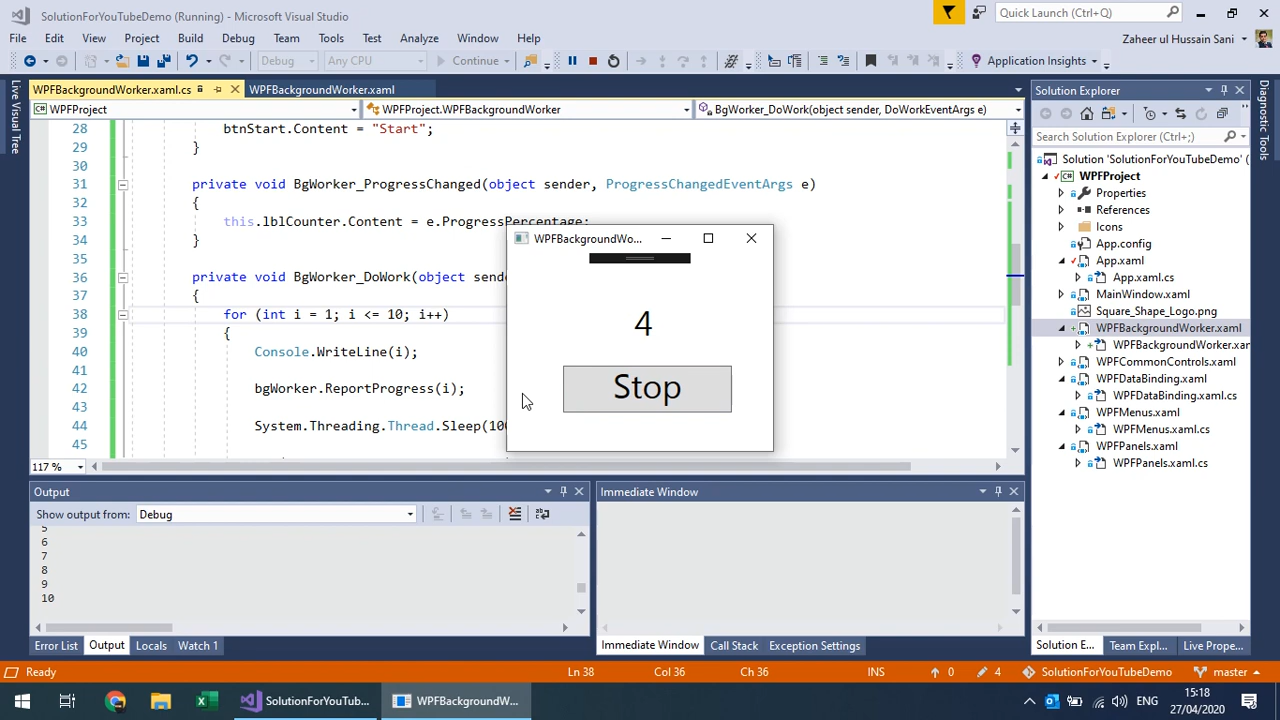 SolutionForYouTubeDemo (Running) - Microsoft Visual Studio
Quick Launch (Ctrl+Q)
File Edit View Project Build Debug Team Tools Test Analyze Window Help
Zaheer ul Hussain Sani
Debug Any CPU Continue Application Insights
Live Visual Tree
WPFBackgroundWorker.xaml.cs WPFBackgroundWorker.xaml
WPFProject WPFProject.WPFBackgroundWorker BgWorker_DoWork(object sender, DoWorkEventArgs e)
28 btnStart.Content = "Start";
29 }
30
31 private void BgWorker_ProgressChanged(object sender, ProgressChangedEventArgs e)
32 {
33 this.lblCounter.Content = e.ProgressPercentage;
34 }
35
36 private void BgWorker_DoWork(object sende
37 {
38 for (int i = 1; i <= 10; i++)
39 {
40 Console.WriteLine(i);
41
42 bgWorker.ReportProgress(i);
43
44 System.Threading.Thread.Sleep(100
45
117 %
WPFBackgroundWo...
4
Stop
Solution Explorer
Search Solution Explorer (Ctrl+;)
Solution 'SolutionForYouTubeDemo' (
WPFProject
Properties
References
Icons
App.config
App.xaml
App.xaml.cs
MainWindow.xaml
Square_Shape_Logo.png
WPFBackgroundWorker.xaml
WPFBackgroundWorker.xan
WPFCommonControls.xaml
WPFDataBinding.xaml
WPFDataBinding.xaml.cs
WPFMenus.xaml
WPFMenus.xaml.cs
WPFPanels.xaml
WPFPanels.xaml.cs
Diagnostic Tools
Output
Show output from: Debug
5
6
7
8
9
10
Immediate Window
Error List Output Locals Watch 1
Immediate Window Call Stack Exception Settings
Solution E... Team Expl... Live Prope...
Ready Ln 38 Col 36 Ch 36 INS 0 4 SolutionForYouTubeDemo master
SolutionForYouTub... WPFBackgroundW...
ENG
15:18
27/04/2020